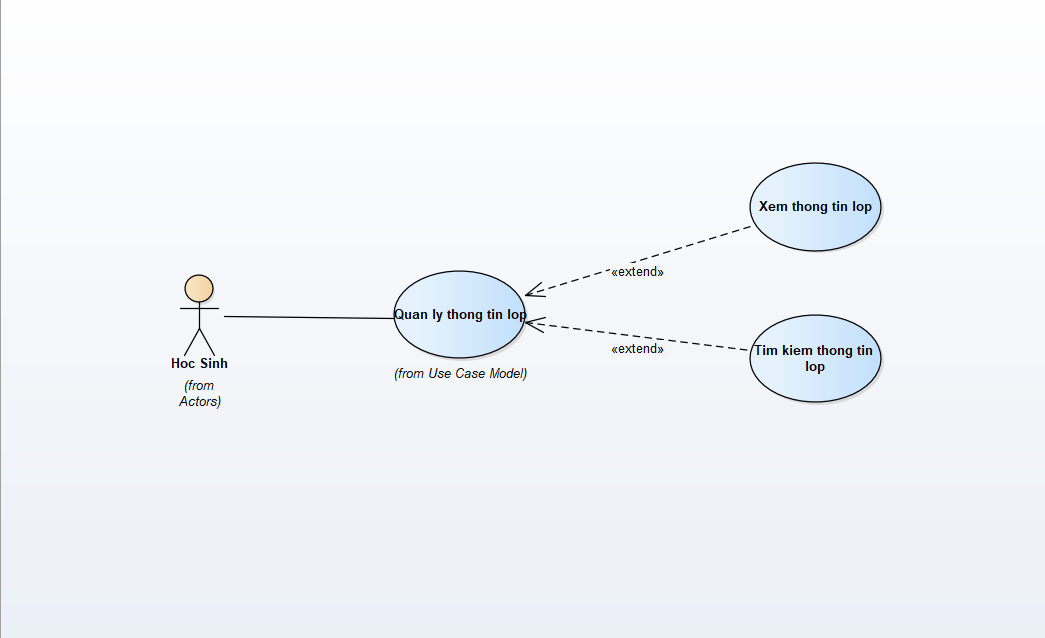 Xem thong tin lop
«extend»
Quan ly thong tin lop
(from Use Case Model)
«extend»
Tim kiem thong tin
lop
Hoc Sinh
(from
Actors)